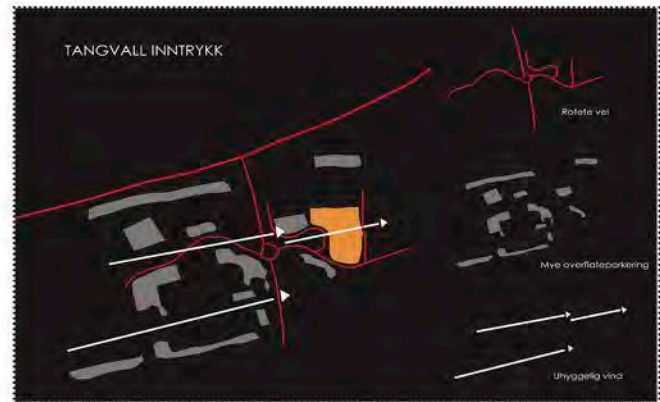 TANGVALL INNTRYKK
Rotete vei
Mye overflateparkering
Uhyggelig vind